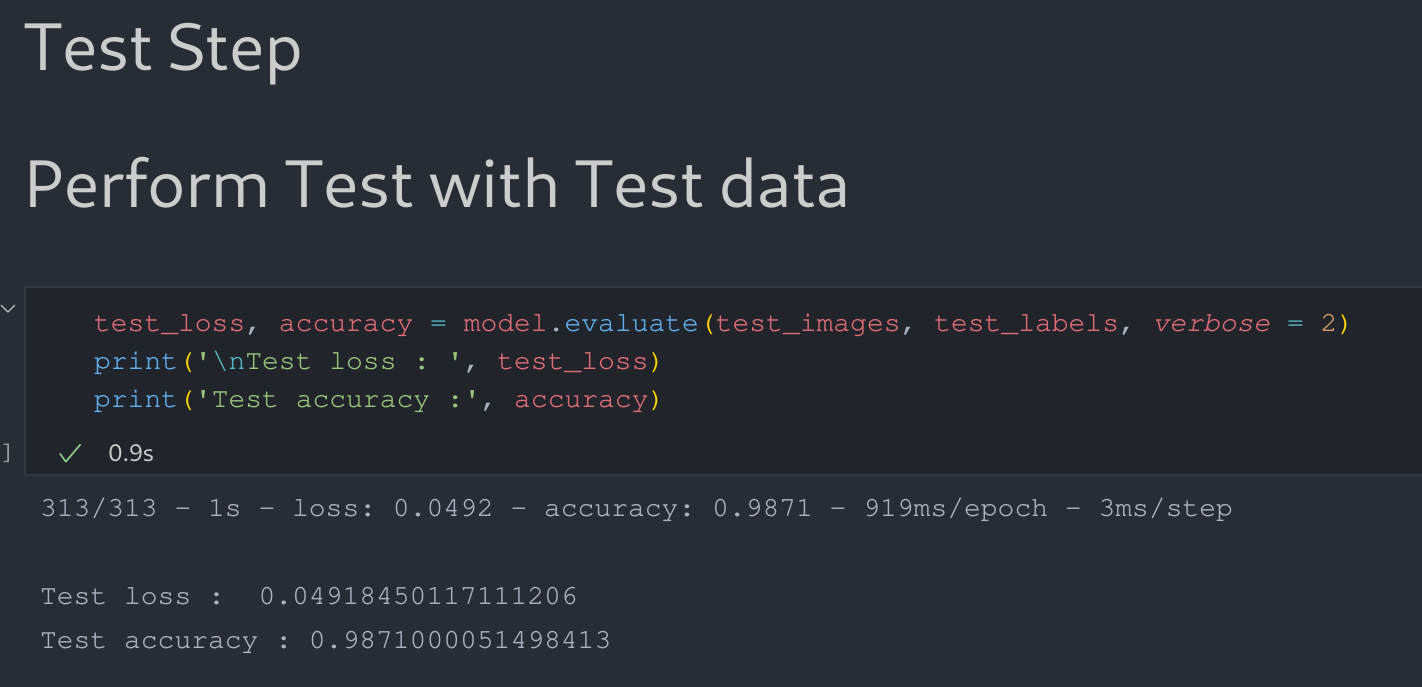 Test Step
Perform Test with Test data
test_loss, accuracy = model.evaluate(test_images, test_labels, verbose = 2)
print('\nTest loss : ', test_loss)
print('Test accuracy :', accuracy)
] ✓ 0.9s
313/313 - 1s - loss: 0.0492 - accuracy: 0.9871 - 919ms/epoch - 3ms/step
Test loss :  0.04918450117111206
Test accuracy : 0.9871000051498413